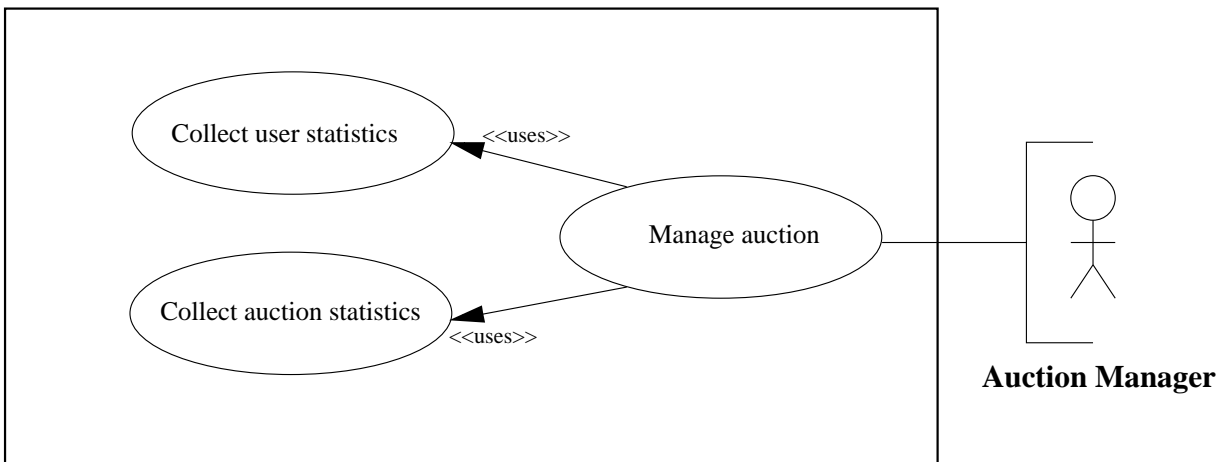 Collect user statistics
<<uses>>
Manage auction
Collect auction statistics
<<uses>>
Auction Manager